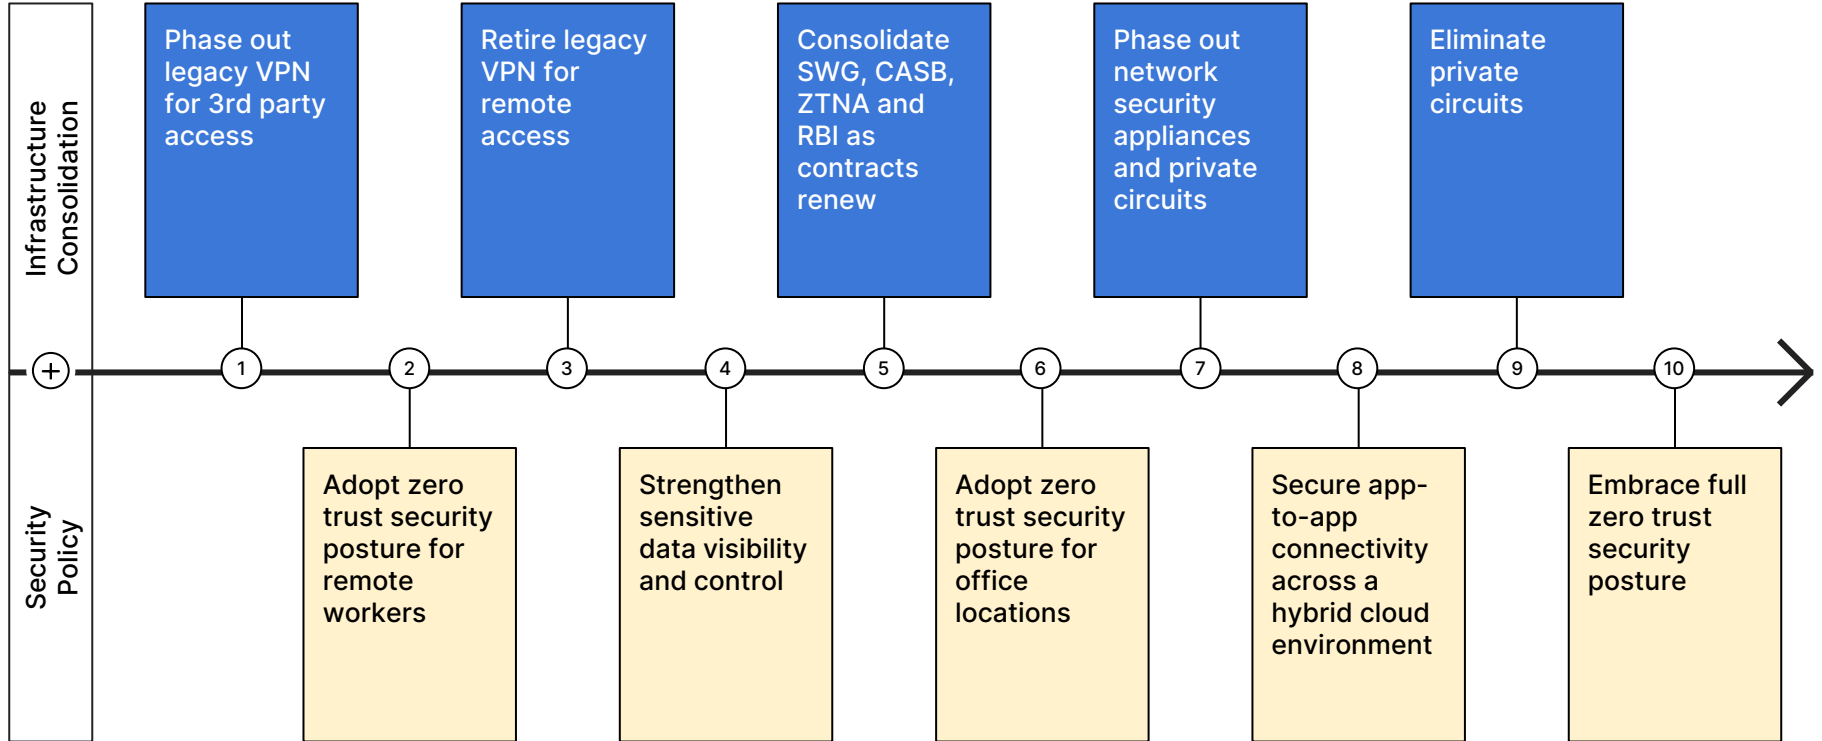 Infrastructure
Consolidation
Phase out
legacy VPN
for 3rd party
access
Retire legacy
VPN for
remote
access
Consolidate
SWG, CASB,
ZTNA and
RBI as
contracts
renew
Phase out
network
security
appliances
and private
circuits
Eliminate
private
circuits
+
1
2
3
4
5
6
7
8
9
10
Security
Policy
Adopt zero
trust security
posture for
remote
workers
Strengthen
sensitive
data visibility
and control
Adopt zero
trust security
posture for
office
locations
Secure app-
to-app
connectivity
across a
hybrid cloud
environment
Embrace full
zero trust
security
posture